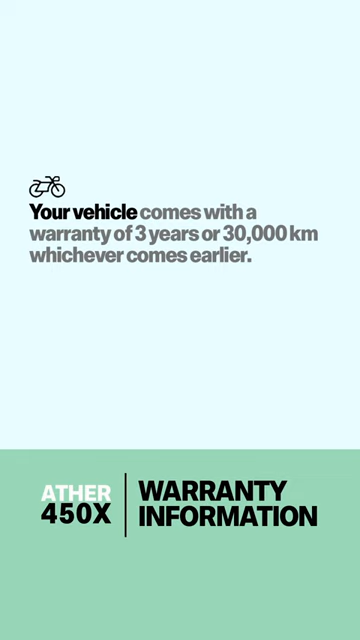 Your vehicle comes with a
warranty of 3 years or 30,000 km
whichever comes earlier.
ATHER
450X
WARRANTY
INFORMATION